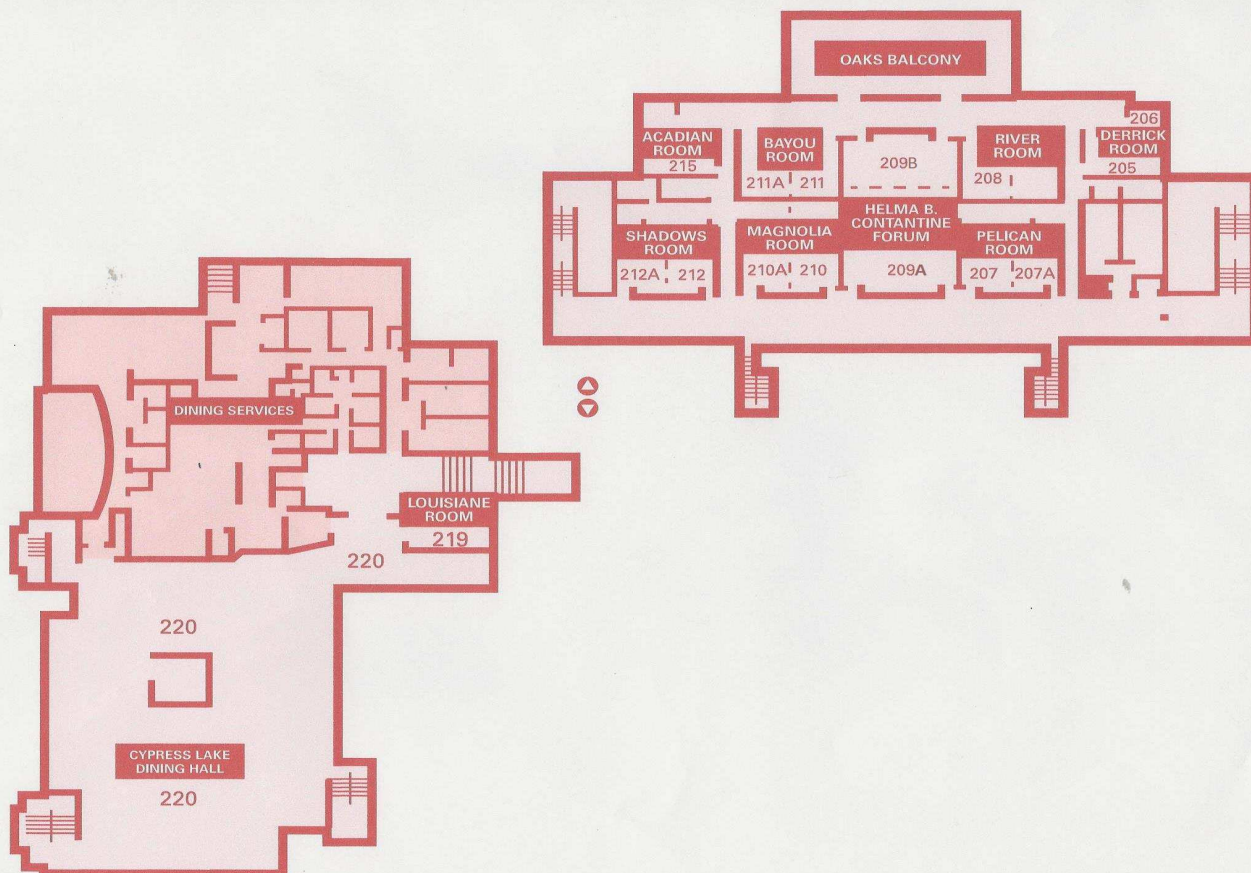 OAKS BALCONY
ACADIAN
ROOM
215
BAYOU
ROOM
211A
211
209B
RIVER
ROOM
208
206
DERRICK
ROOM
205
SHADOWS
ROOM
212A
212
MAGNOLIA
ROOM
210A
210
HELMA B.
CONTANTINE
FORUM
209A
PELICAN
ROOM
207
207A
DINING SERVICES
LOUISIANE
ROOM
219
220
220
CYPRESS LAKE
DINING HALL
220